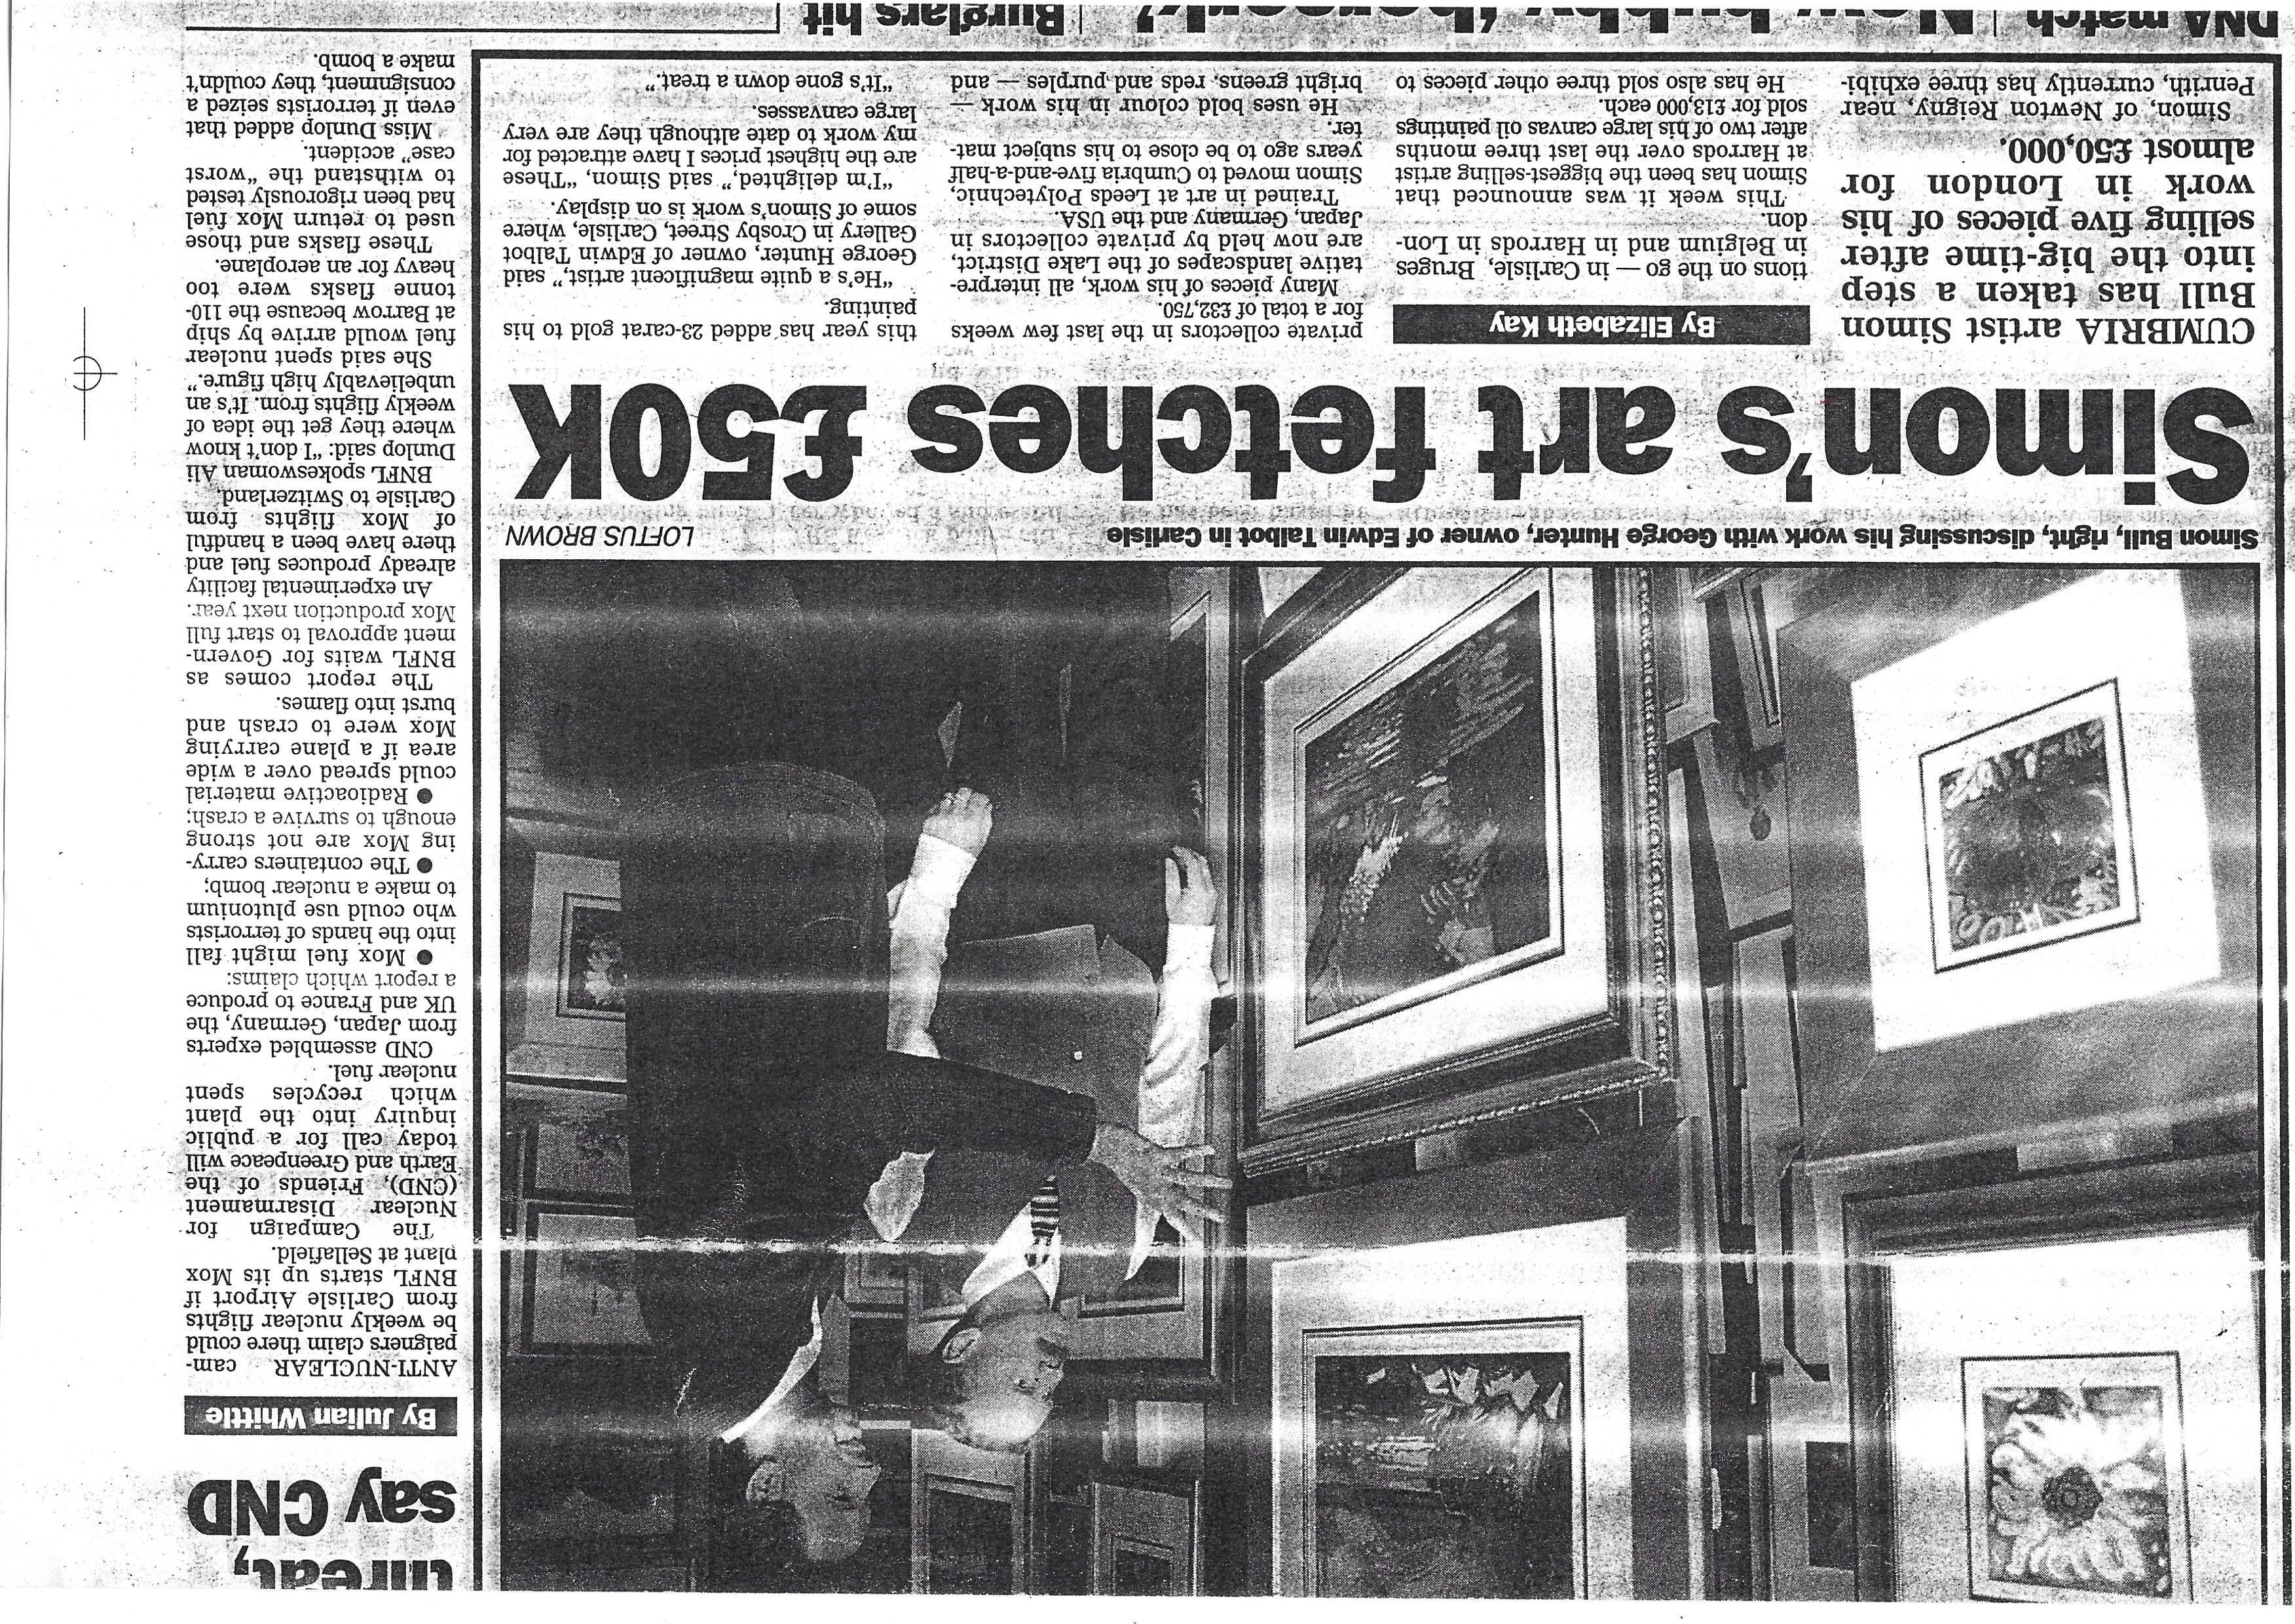 Simon Bull, right, discussing his work with George Hunter, owner of Edwin Talbot in Carlisle
LOFTUS BROWN
Simon's art fetches £50K
CUMBRIA artist Simon
Bull has taken a step
into the big-time after
selling five pieces of his
work in London for
almost £50,000.
Simon, of Newton Reigny, near
Penrith, currently has three exhibi-
By Elizabeth Kay
tions on the go — in Carlisle, Bruges
in Belgium and in Harrods in Lon-
don.
This week it was announced that
Simon has been the biggest-selling artist
at Harrods over the last three months
after two of his large canvas oil paintings
sold for £13,000 each.
He has also sold three other pieces to
private collectors in the last few weeks
for a total of £32,750.
Many pieces of his work, all interpre-
tative landscapes of the Lake District,
are now held by private collectors in
Japan, Germany and the USA.
Trained in art at Leeds Polytechnic,
Simon moved to Cumbria five-and-a-half
years ago to be close to his subject mat-
ter.
He uses bold colour in his work —
bright greens, reds and purples — and
this year has added 23-carat gold to his
painting.
“He's a quite magnificent artist,” said
George Hunter, owner of Edwin Talbot
Gallery in Crosby Street, Carlisle, where
some of Simon's work is on display.
“I'm delighted,” said Simon, “These
are the highest prices I have attracted for
my work to date although they are very
large canvasses.
“It's gone down a treat.”
threat,
say CND
By Julian Whittle
ANTI-NUCLEAR cam-
paigners claim there could
be weekly nuclear flights
from Carlisle Airport if
BNFL starts up its Mox
plant at Sellafield.
The Campaign for
Nuclear Disarmament
(CND), Friends of the
Earth and Greenpeace will
today call for a public
inquiry into the plant
which recycles spent
nuclear fuel.
CND assembled experts
from Japan, Germany, the
UK and France to produce
a report which claims:
● Mox fuel might fall
into the hands of terrorists
who could use plutonium
to make a nuclear bomb;
● The containers carry-
ing Mox are not strong
enough to survive a crash;
● Radioactive material
could spread over a wide
area if a plane carrying
Mox were to crash and
burst into flames.
The report comes as
BNFL waits for Govern-
ment approval to start full
Mox production next year.
An experimental facility
already produces fuel and
there have been a handful
of Mox flights from
Carlisle to Switzerland.
BNFL spokeswoman Ali
Dunlop said: “I don't know
where they get the idea of
weekly flights from. It's an
unbelievably high figure.”
She said spent nuclear
fuel would arrive by ship
at Barrow because the 110-
tonne flasks were too
heavy for an aeroplane.
These flasks and those
used to return Mox fuel
had been rigorously tested
to withstand the “worst
case” accident.
Miss Dunlop added that
even if terrorists seized a
consignment, they couldn't
make a bomb.
DNA match
Burglars hit